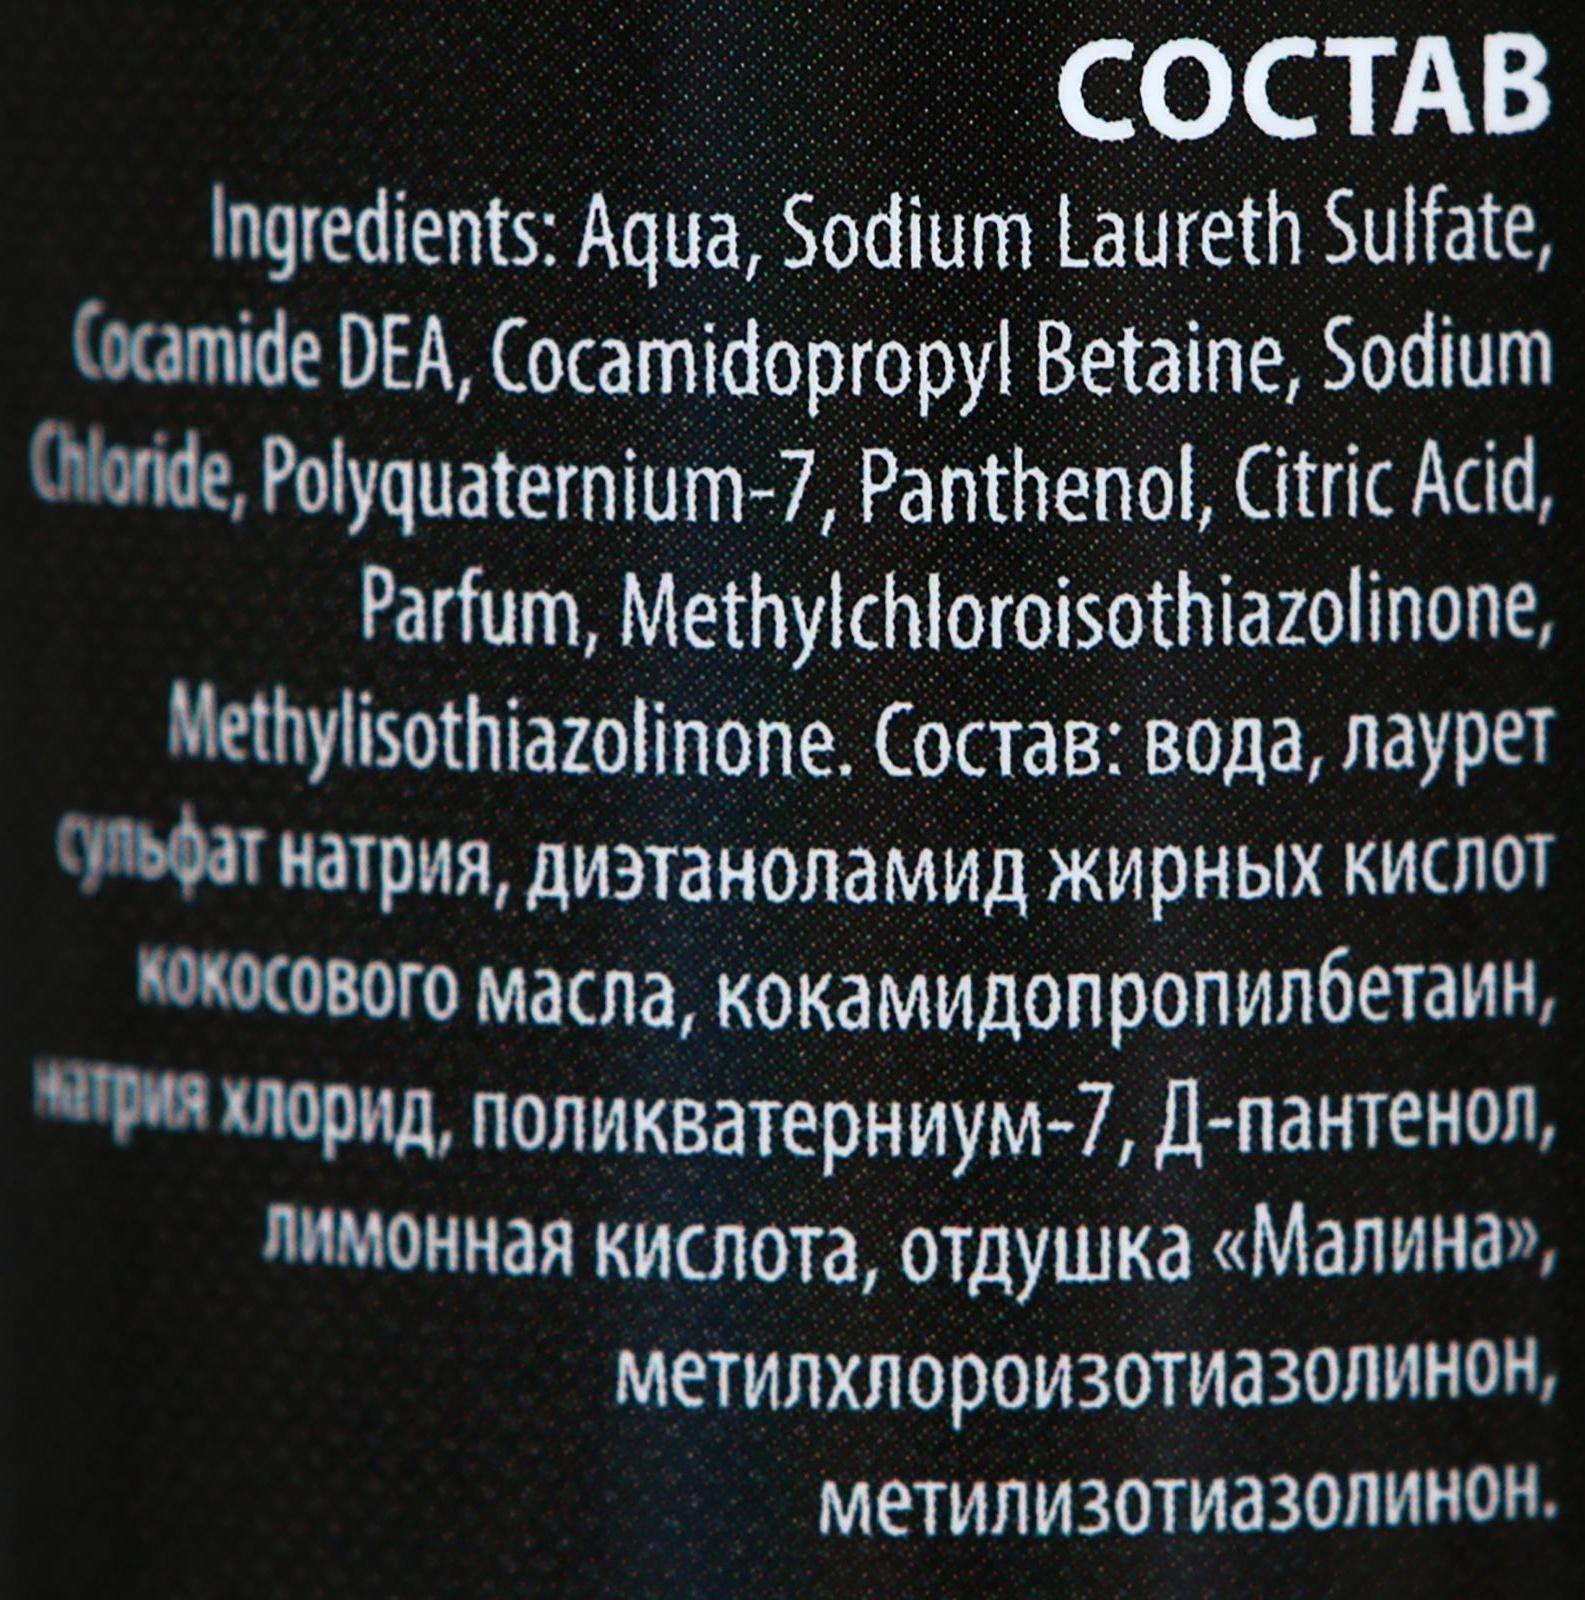 СОСТАВ
Ingredients: Aqua, Sodium Laureth Sulfate,
Cocamide DEA, Cocamidopropyl Betaine, Sodium
Chloride, Polyquaternium-7, Panthenol, Citric Acid,
Parfum, Methylchloroisothiazolinone,
Methylisothiazolinone. Состав: вода, лаурет
сульфат натрия, диэтаноламид жирных кислот
кокосового масла, кокамидопропилбетаин,
натрия хлорид, поликватерниум-7, Д-пантенол,
лимонная кислота, отдушка «Малина»,
метилхлороизотиазолинон,
метилизотиазолинон.